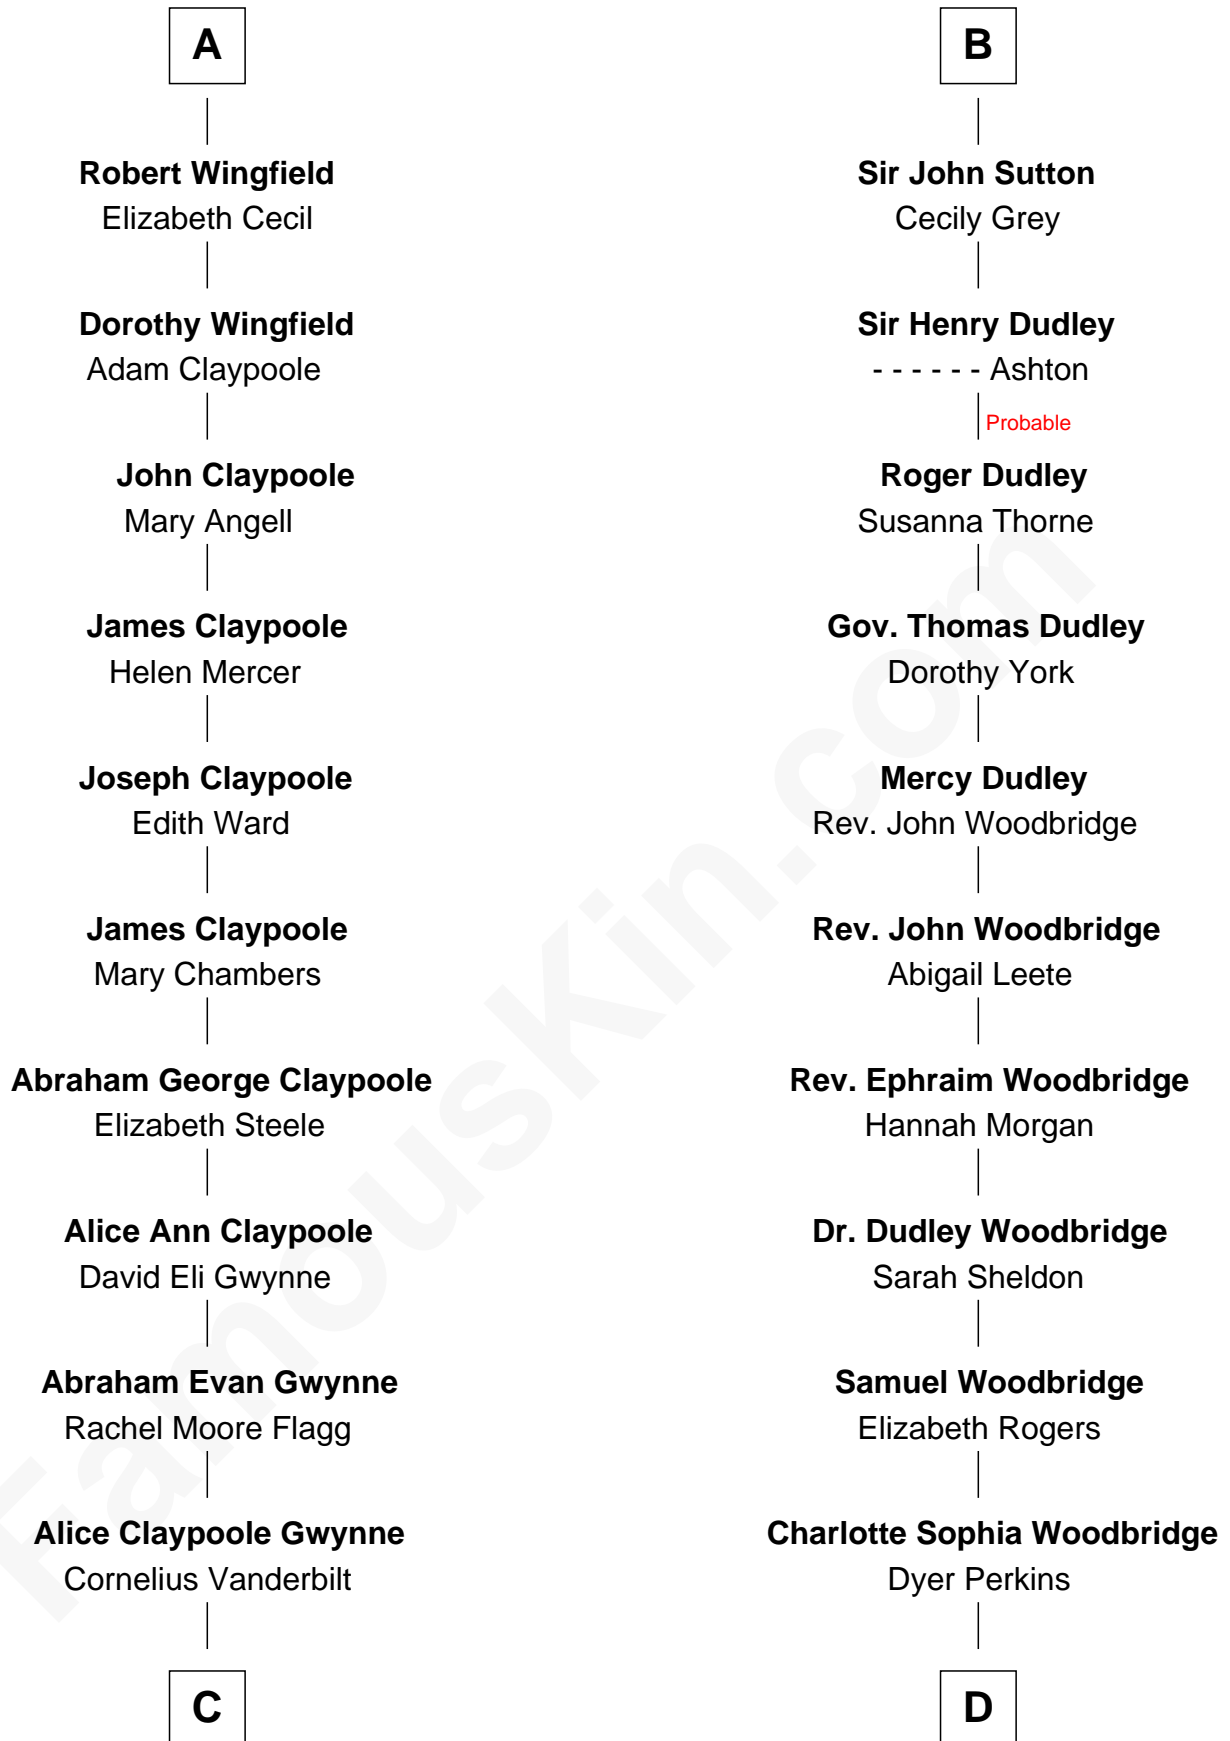 A
Robert Wingfield
Elizabeth Cecil
Dorothy Wingfield
Adam Claypoole
John Claypoole
Mary Angell
James Claypoole
Helen Mercer
Joseph Claypoole
Edith Ward
James Claypoole
Mary Chambers
Abraham George Claypoole
Elizabeth Steele
Alice Ann Claypoole
David Eli Gwynne
Abraham Evan Gwynne
Rachel Moore Flagg
Alice Claypoole Gwynne
Cornelius Vanderbilt
C
B
Sir John Sutton
Cecily Grey
Sir Henry Dudley
- - - - - - Ashton
Probable
Roger Dudley
Susanna Thorne
Gov. Thomas Dudley
Dorothy York
Mercy Dudley
Rev. John Woodbridge
Rev. John Woodbridge
Abigail Leete
Rev. Ephraim Woodbridge
Hannah Morgan
Dr. Dudley Woodbridge
Sarah Sheldon
Samuel Woodbridge
Elizabeth Rogers
Charlotte Sophia Woodbridge
Dyer Perkins
D
FamousKin.com